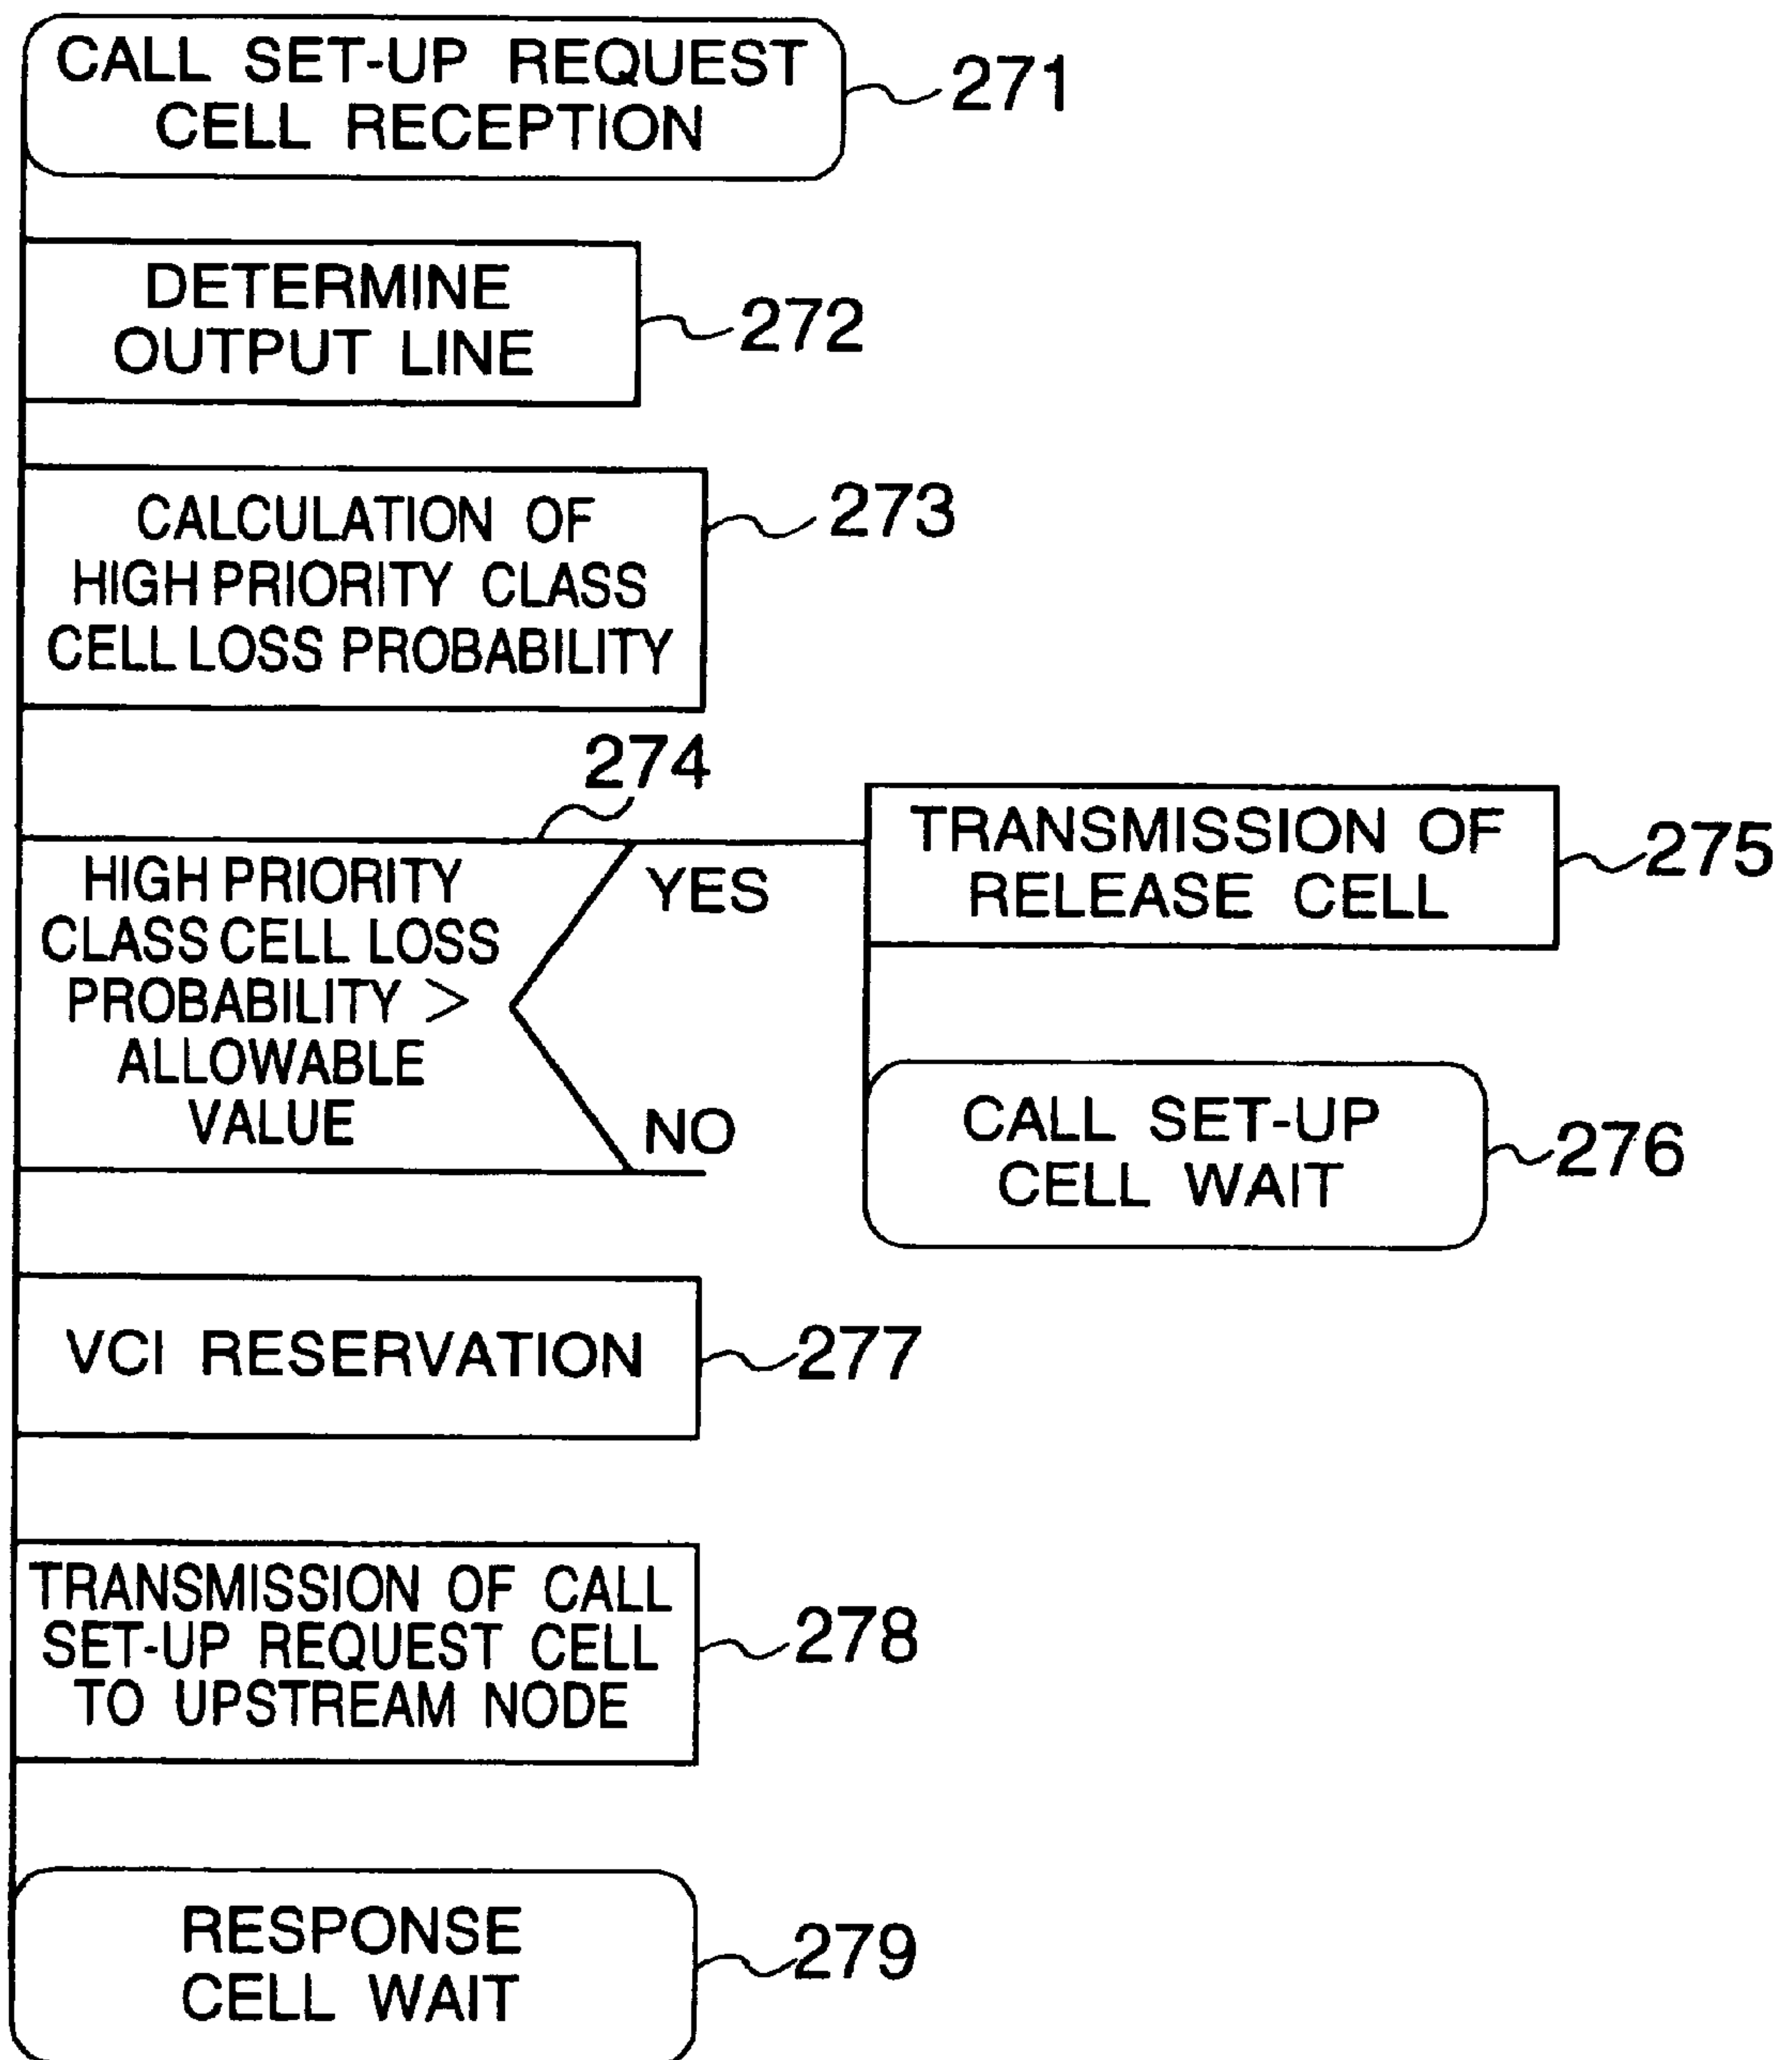 CALL SET-UP REQUEST
CELL RECEPTION
271
DETERMINE
OUTPUT LINE
272
CALCULATION OF
HIGH PRIORITY CLASS
CELL LOSS PROBABILITY
273
274
HIGH PRIORITY
CLASS CELL LOSS
PROBABILITY >
ALLOWABLE
VALUE
YES
NO
TRANSMISSION OF
RELEASE CELL
275
CALL SET-UP
CELL WAIT
276
VCI RESERVATION
277
TRANSMISSION OF CALL
SET-UP REQUEST CELL
TO UPSTREAM NODE
278
RESPONSE
CELL WAIT
279